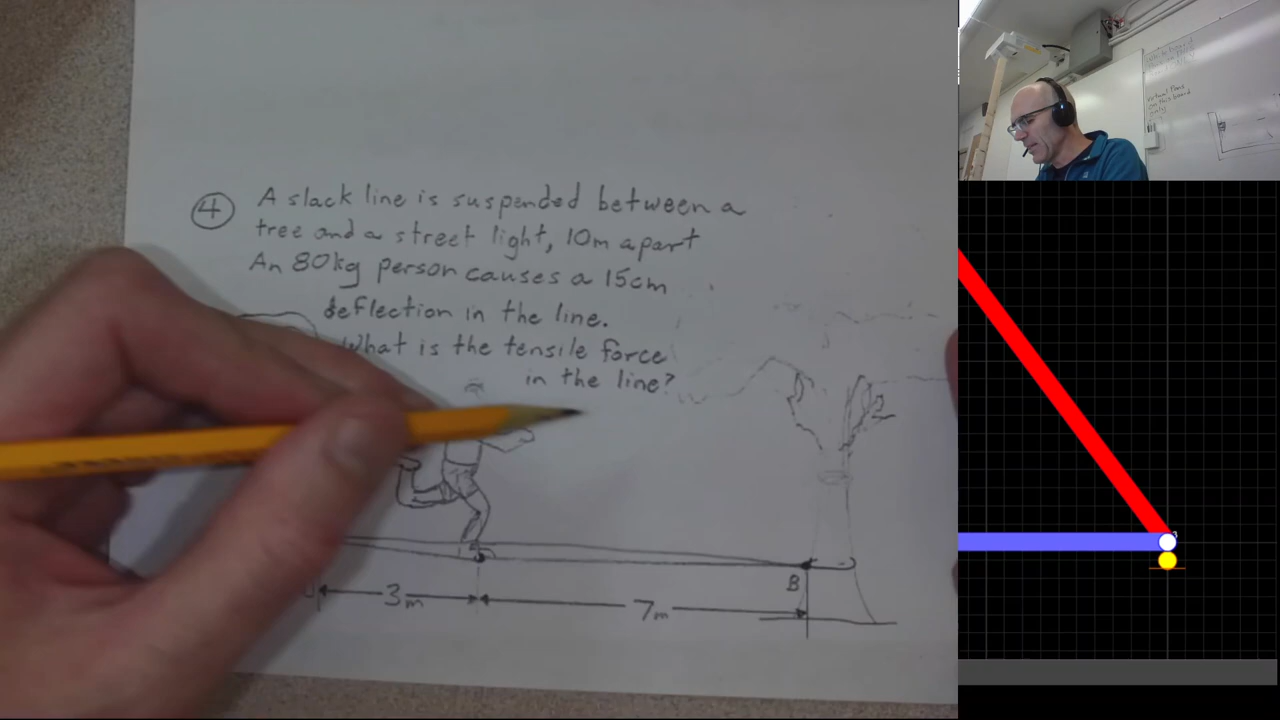 4 A slack line is suspended between a
tree and a street light, 10m apart
An 80kg person causes a 15cm
deflection in the line.
What is the tensile force
in the line?
B
3m
7m